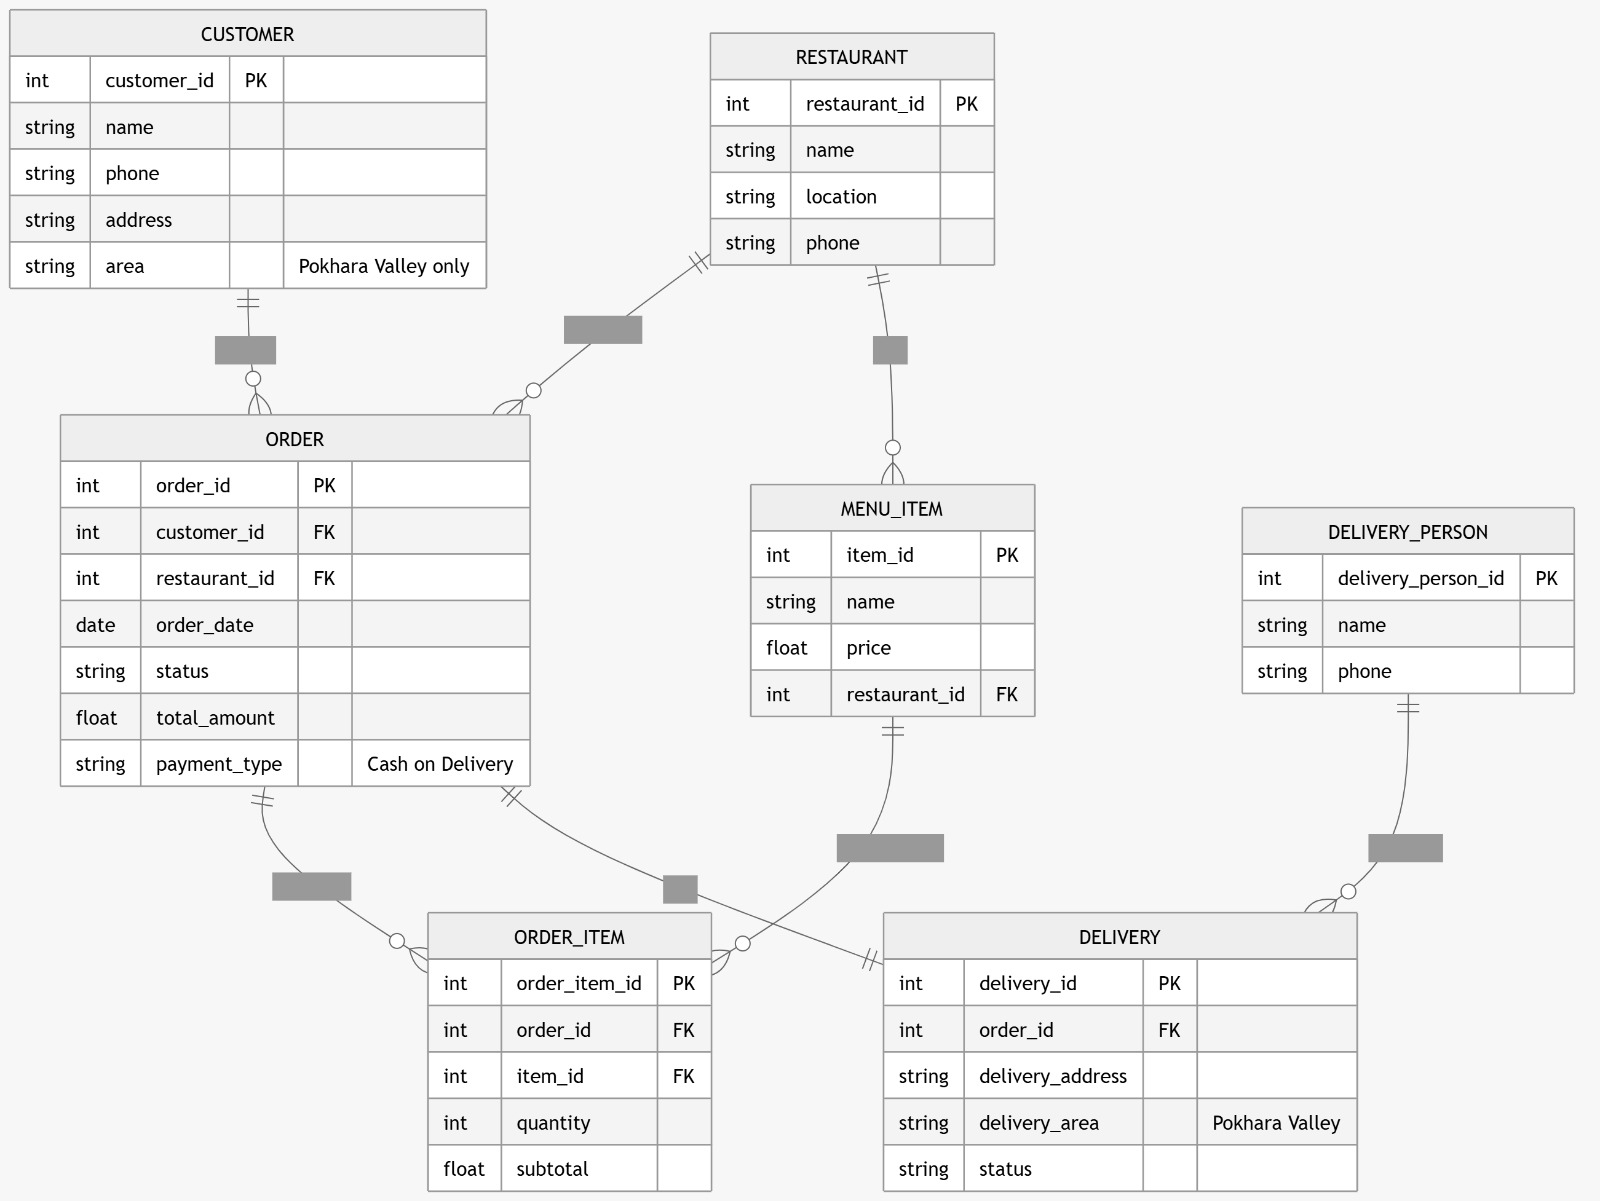 CUSTOMER
int customer_id PK
string name
string phone
string address
string area Pokhara Valley only
RESTAURANT
int restaurant_id PK
string name
string location
string phone
ORDER
int order_id PK
int customer_id FK
int restaurant_id FK
date order_date
string status
float total_amount
string payment_type Cash on Delivery
MENU_ITEM
int item_id PK
string name
float price
int restaurant_id FK
DELIVERY_PERSON
int delivery_person_id PK
string name
string phone
ORDER_ITEM
int order_item_id PK
int order_id FK
int item_id FK
int quantity
float subtotal
DELIVERY
int delivery_id PK
int order_id FK
string delivery_address
string delivery_area Pokhara Valley
string status